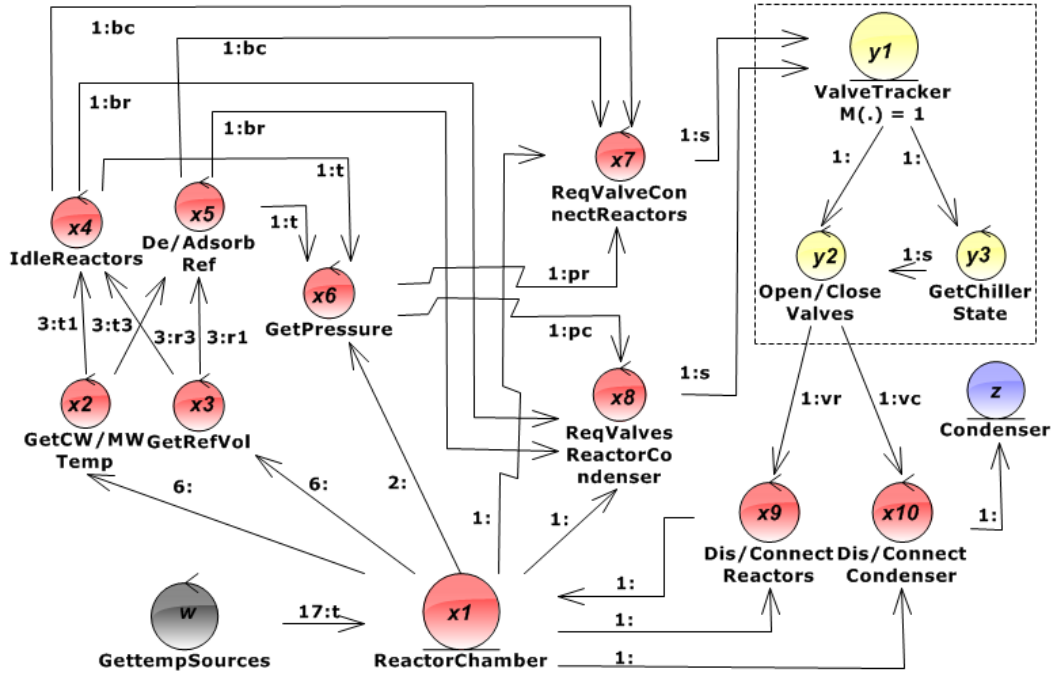 1:bc
1:bc
y1
ValveTracker
M(.) = 1
1:br
1:br
1:s
x7
1:t
1:
1:
x4
IdleReactors
x5
De/Adsorb
Ref
1:t
ReqValveCon
nectReactors
y2
Open/Close
Valves
1:s
y3
GetChiller
State
x6
GetPressure
1:pr
3:t1
3:t3
3:r3
3:r1
1:pc
x2
GetCW/MW
Temp
x3
GetRefVol
x8
ReqValves
ReactorCo
ndenser
1:s
1:vr
1:vc
z
Condenser
6:
6:
2:
1:
1:
x9
Dis/Connect
Reactors
x10
Dis/Connect
Condenser
1:
w
GettempSources
17:t
x1
ReactorChamber
1:
1:
1: